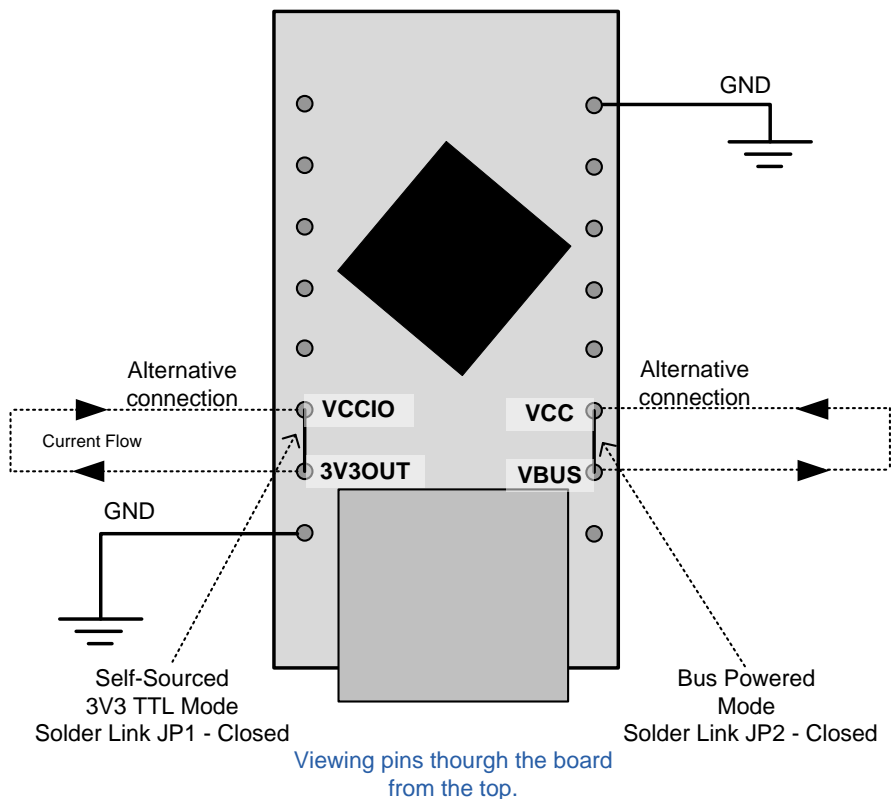 GND
Alternative
connection
Alternative
connection
VCCIO
VCC
Current Flow
3V3OUT
VBUS
GND
Self-Sourced
3V3 TTL Mode
Solder Link JP1 - Closed
Bus Powered
Mode
Solder Link JP2 - Closed
Viewing pins thourgh the board
from the top.